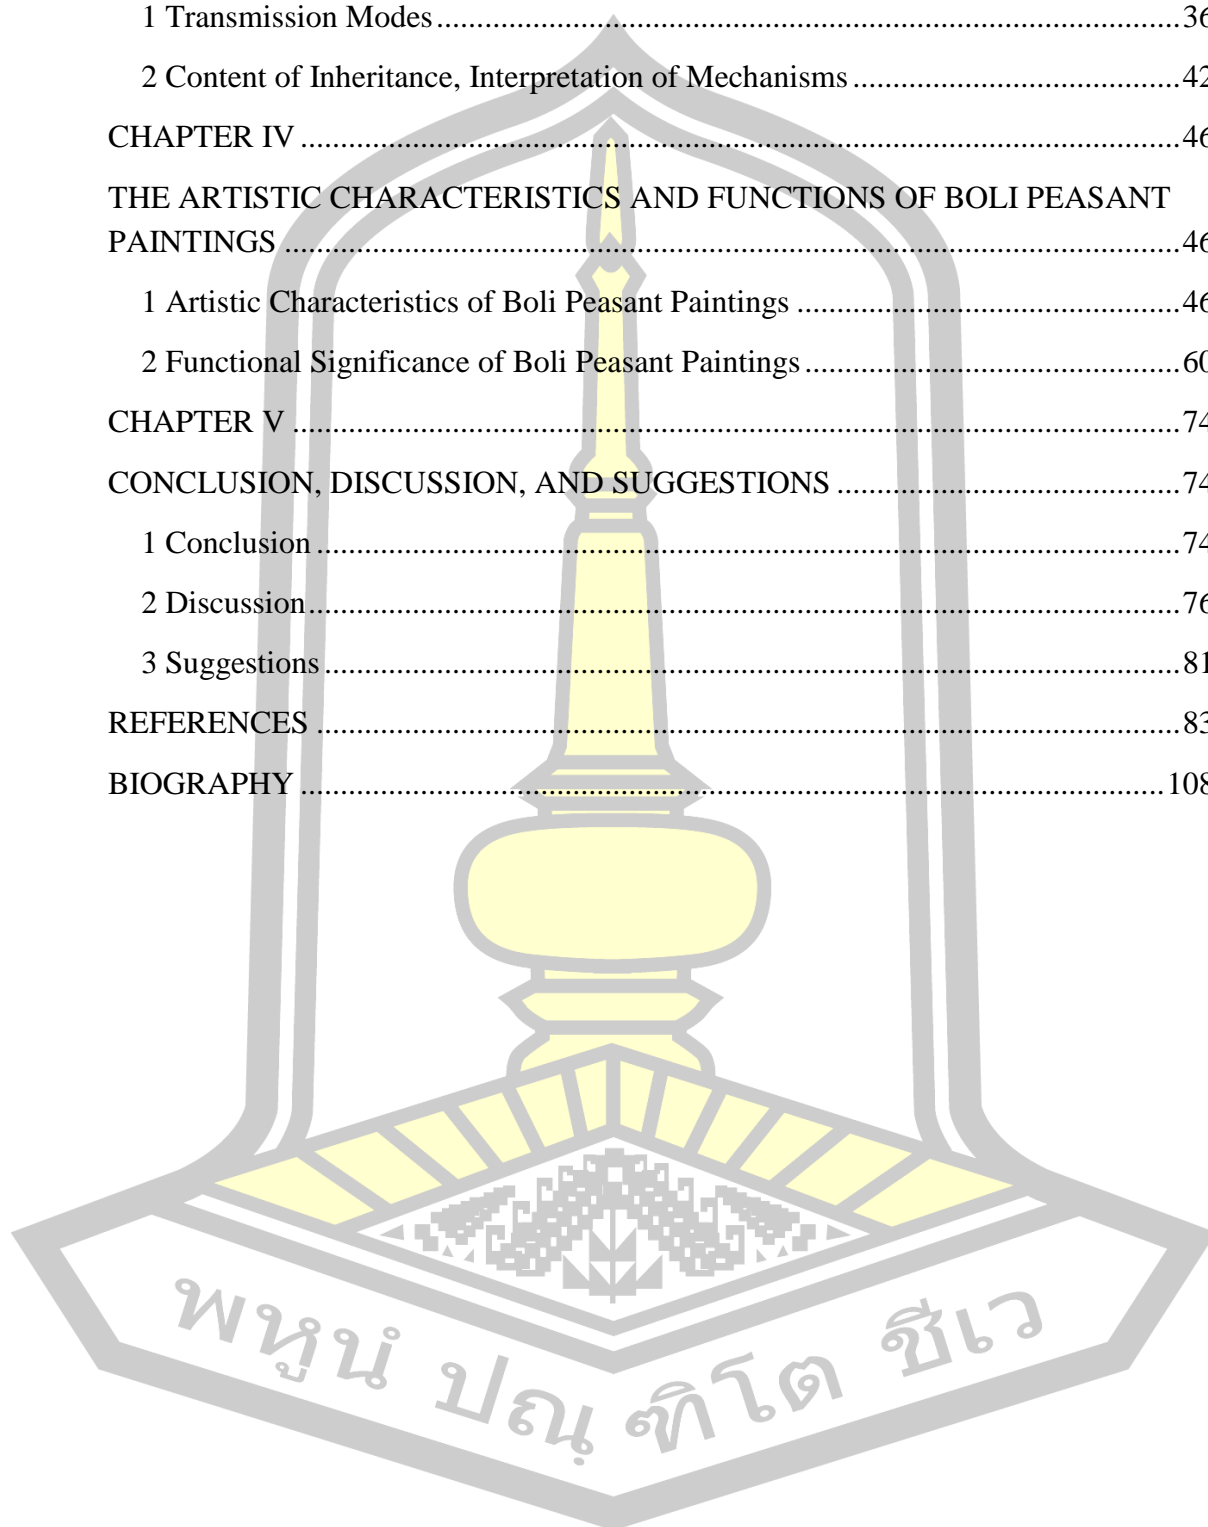 1 Transmission Modes....................36
2 Content of Inheritance, Interpretation of Mechanisms....................42
CHAPTER IV....................46
THE ARTISTIC CHARACTERISTICS AND FUNCTIONS OF BOLI PEASANT
PAINTINGS....................46
1 Artistic Characteristics of Boli Peasant Paintings....................46
2 Functional Significance of Boli Peasant Paintings....................60
CHAPTER V....................74
CONCLUSION, DISCUSSION, AND SUGGESTIONS....................74
1 Conclusion....................74
2 Discussion....................76
3 Suggestions....................81
REFERENCES....................83
BIOGRAPHY....................108
พหูนํ ปณฺฑิโต ชีเว